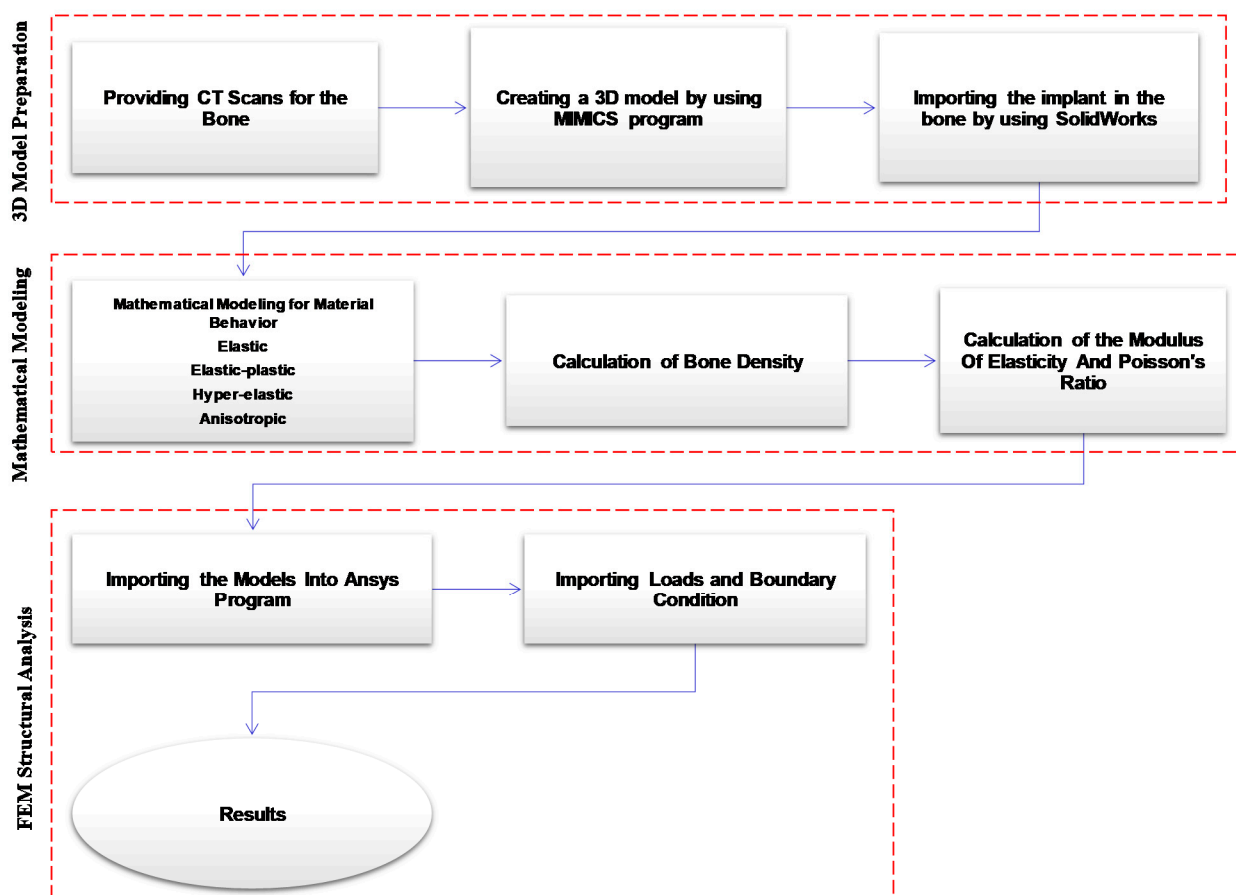 3D Model Preparation
Providing CT Scans for the
Bone
Creating a 3D model by using
MIMICS program
Importing the implant in the
bone by using SolidWorks
Mathematical Modeling
Mathematical Modeling for Material
Behavior
Elastic
Elastic-plastic
Hyper-elastic
Anisotropic
Calculation of Bone Density
Calculation of the Modulus
Of Elasticity And Poisson's
Ratio
FEM Structural Analysis
Importing the Models Into Ansys
Program
Importing Loads and Boundary
Condition
Results